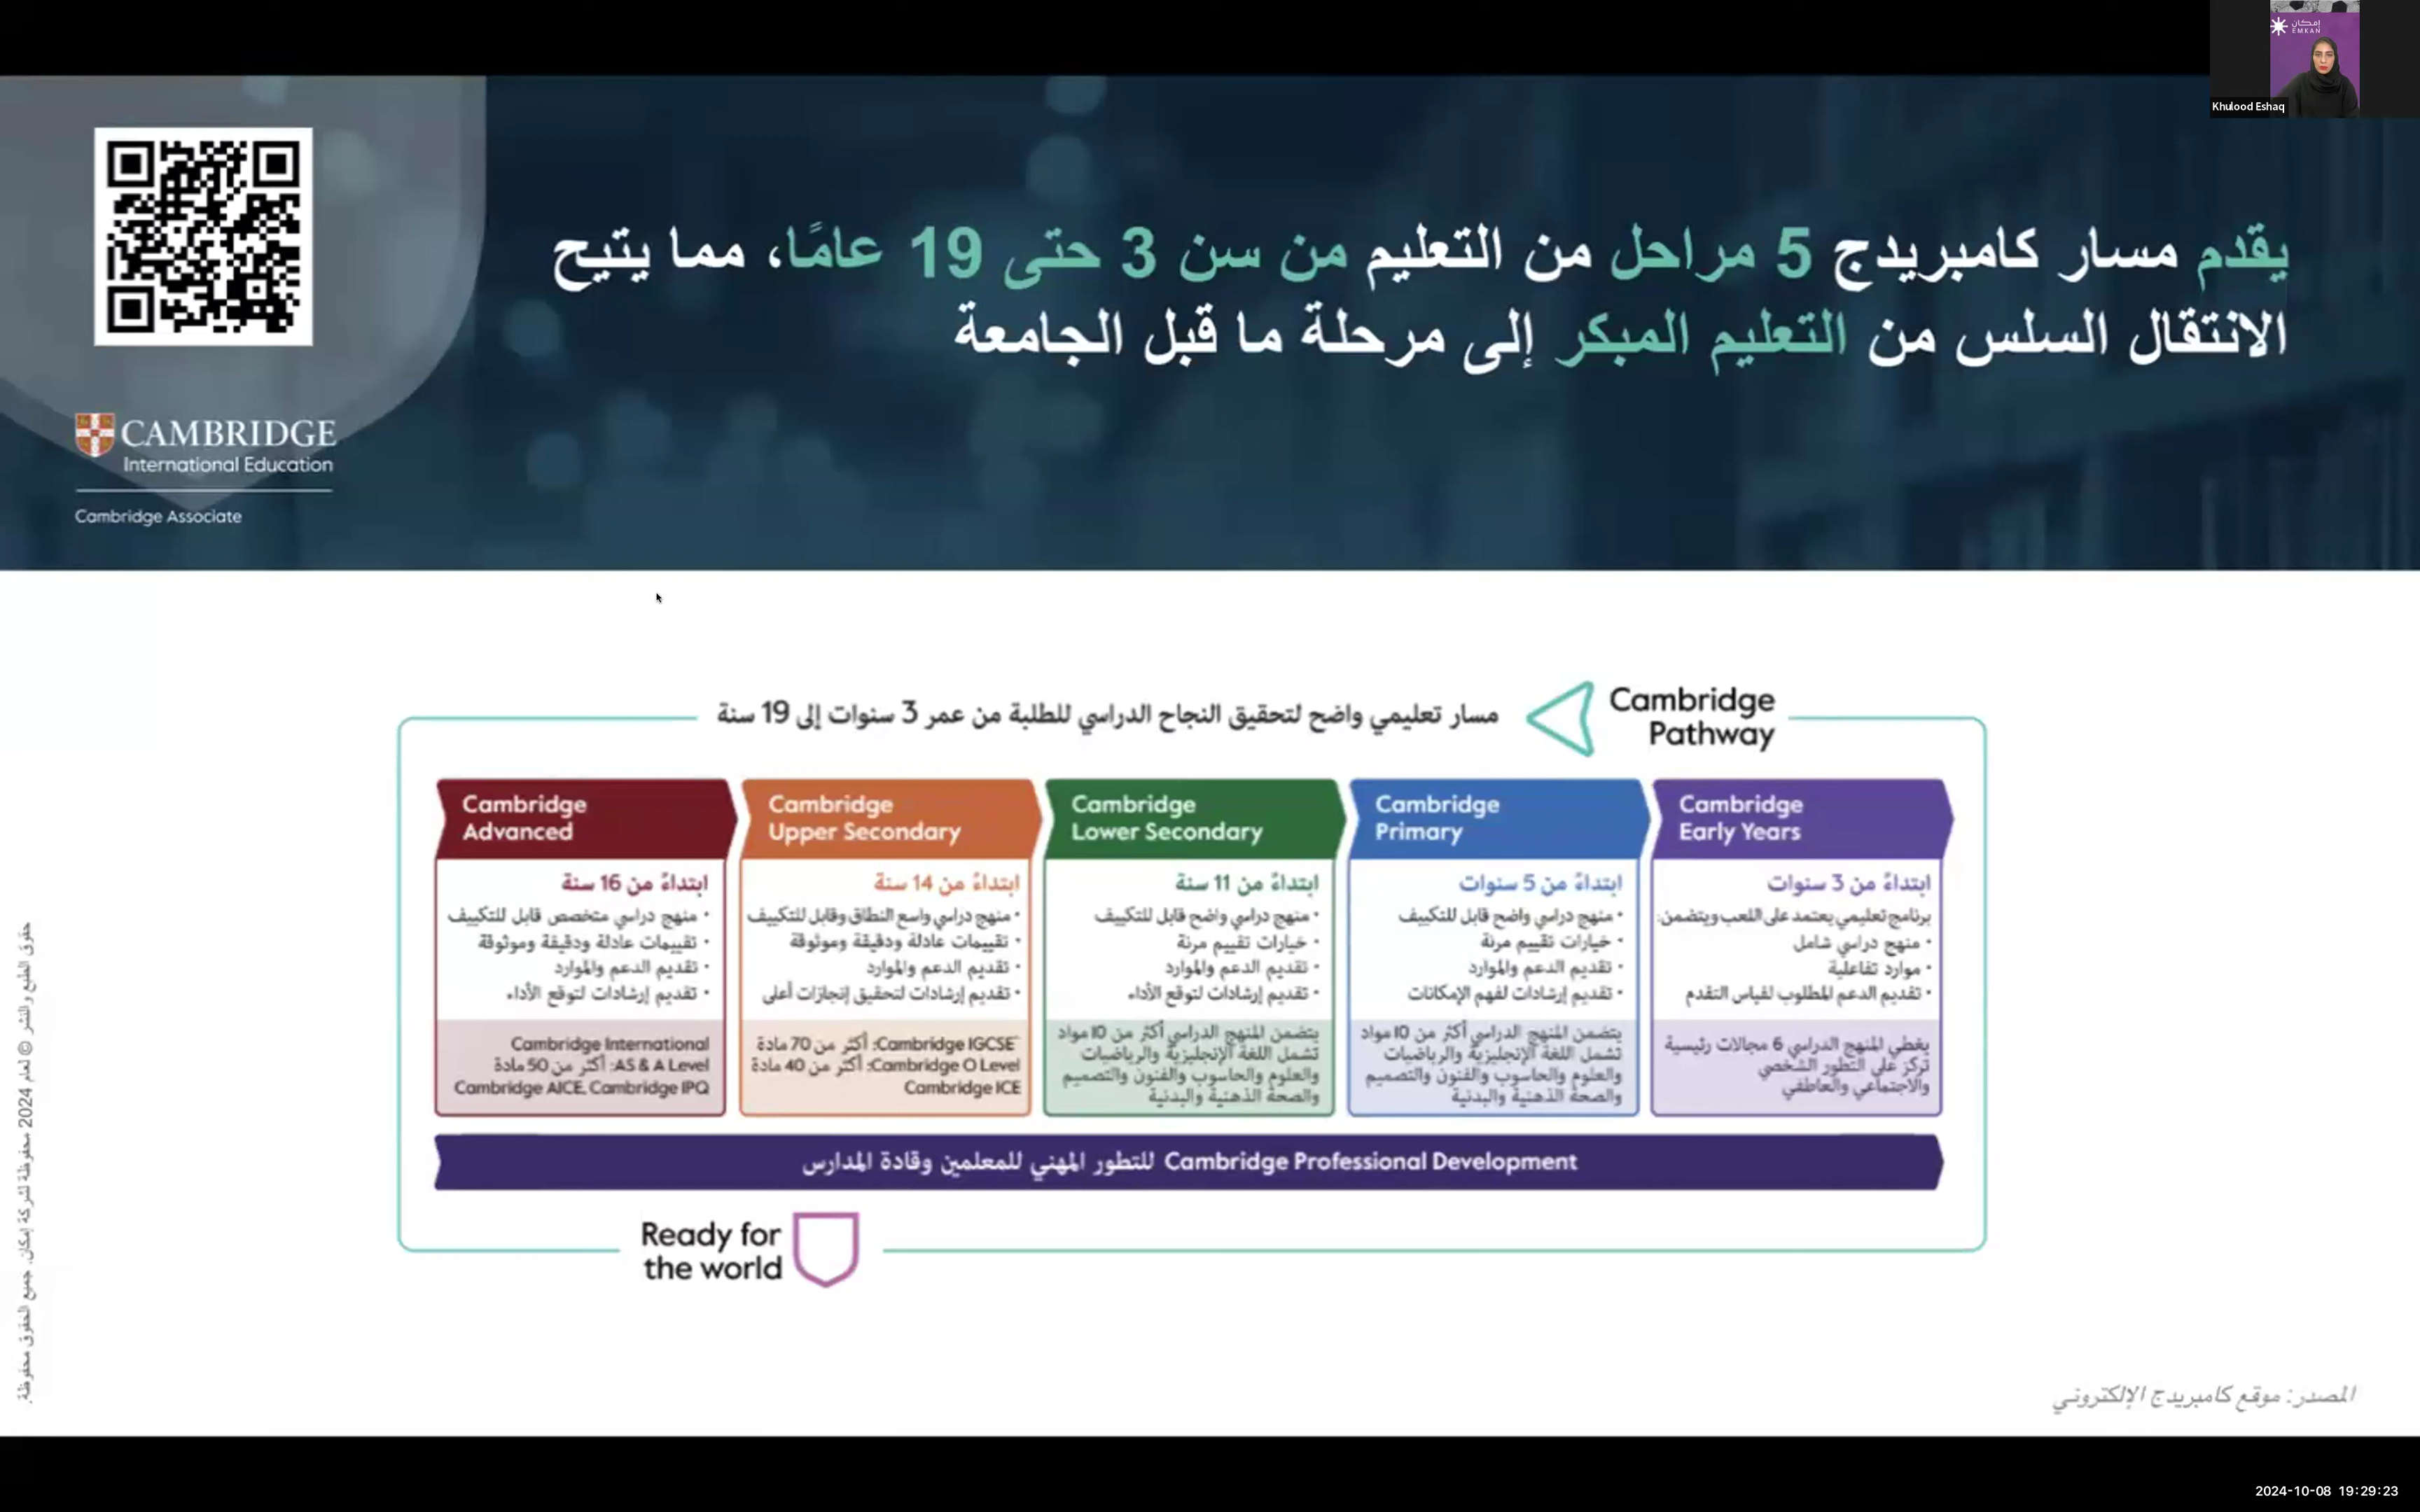 إمكان
EMKAN
Khulood Eshaq
يقدم مسار كامبريدج 5 مراحل من التعليم من سن 3 حتى 19 عامًا، مما يتيح
الانتقال السلس من التعليم المبكر إلى مرحلة ما قبل الجامعة
CAMBRIDGE
International Education
Cambridge Associate
Cambridge
Pathway
مسار تعليمي واضح لتحقيق النجاح الدراسي للطلبة من عمر 3 سنوات إلى 19 سنة
Cambridge
Early Years
ابتداءً من 3 سنوات
برنامج تعليمي يعتمد على اللعب ويتضمن:
• منهج دراسي شامل
• موارد تفاعلية
• تقديم الدعم المطلوب لقياس التقدم
يغطي المنهج الدراسي 6 مجالات رئيسية
تركز على التطور الشخصي
والاجتماعي والعاطفي
Cambridge
Primary
ابتداءً من 5 سنوات
• منهج دراسي واضح قابل للتكييف
• خيارات تقييم مرنة
• تقديم الدعم والموارد
• تقديم إرشادات لفهم الإمكانات
يتضمن المنهج الدراسي أكثر من 10 مواد
تشمل اللغة الإنجليزية والرياضيات
والعلوم والحاسوب والفنون والتصميم
والصحة الذهنية والبدنية
Cambridge
Lower Secondary
ابتداءً من 11 سنة
• منهج دراسي واضح قابل للتكييف
• خيارات تقييم مرنة
• تقديم الدعم والموارد
• تقديم إرشادات لتوقع الأداء
يتضمن المنهج الدراسي أكثر من 10 مواد
تشمل اللغة الإنجليزية والرياضيات
والعلوم والحاسوب والفنون والتصميم
والصحة الذهنية والبدنية
Cambridge
Upper Secondary
ابتداءً من 14 سنة
• منهج دراسي واسع النطاق وقابل للتكييف
• تقييمات عادلة ودقيقة وموثوقة
• تقديم الدعم والموارد
• تقديم إرشادات لتحقيق إنجازات أعلى
Cambridge IGCSE: أكثر من 70 مادة
Cambridge O Level: أكثر من 40 مادة
Cambridge ICE
Cambridge
Advanced
ابتداءً من 16 سنة
• منهج دراسي متخصص قابل للتكييف
• تقييمات عادلة ودقيقة وموثوقة
• تقديم الدعم والموارد
• تقديم إرشادات لتوقع الأداء
Cambridge International
AS & A Level: أكثر من 50 مادة
Cambridge AICE, Cambridge IPQ
Cambridge Professional Development للتطور المهني للمعلمين وقادة المدارس
Ready for
the world
حقوق الطبع والنشر © لعام 2024 محفوظة لشركة إمكان. جميع الحقوق محفوظة.
المصدر: موقع كامبريدج الإلكتروني
2024-10-08 19:29:23